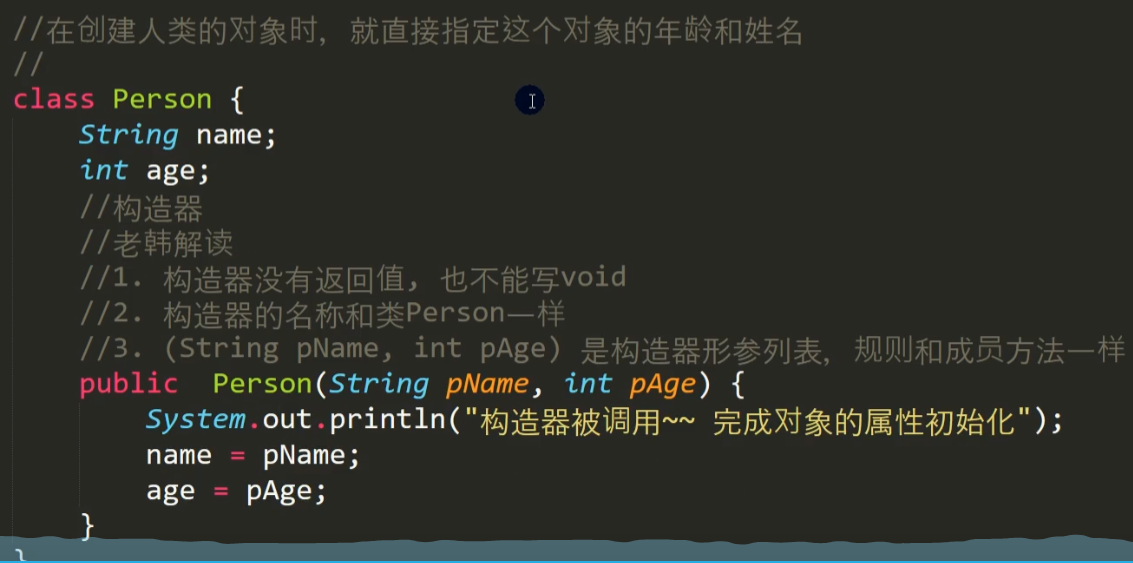 //在创建人类的对象时，就直接指定这个对象的年龄和姓名
//
class Person {
    String name;
    int age;
    //构造器
    //老韩解读
    //1. 构造器没有返回值, 也不能写void
    //2. 构造器的名称和类Person一样
    //3. (String pName, int pAge) 是构造器形参列表，规则和成员方法一样
    public  Person(String pName, int pAge) {
        System.out.println("构造器被调用~~ 完成对象的属性初始化");
        name = pName;
        age = pAge;
    }
}